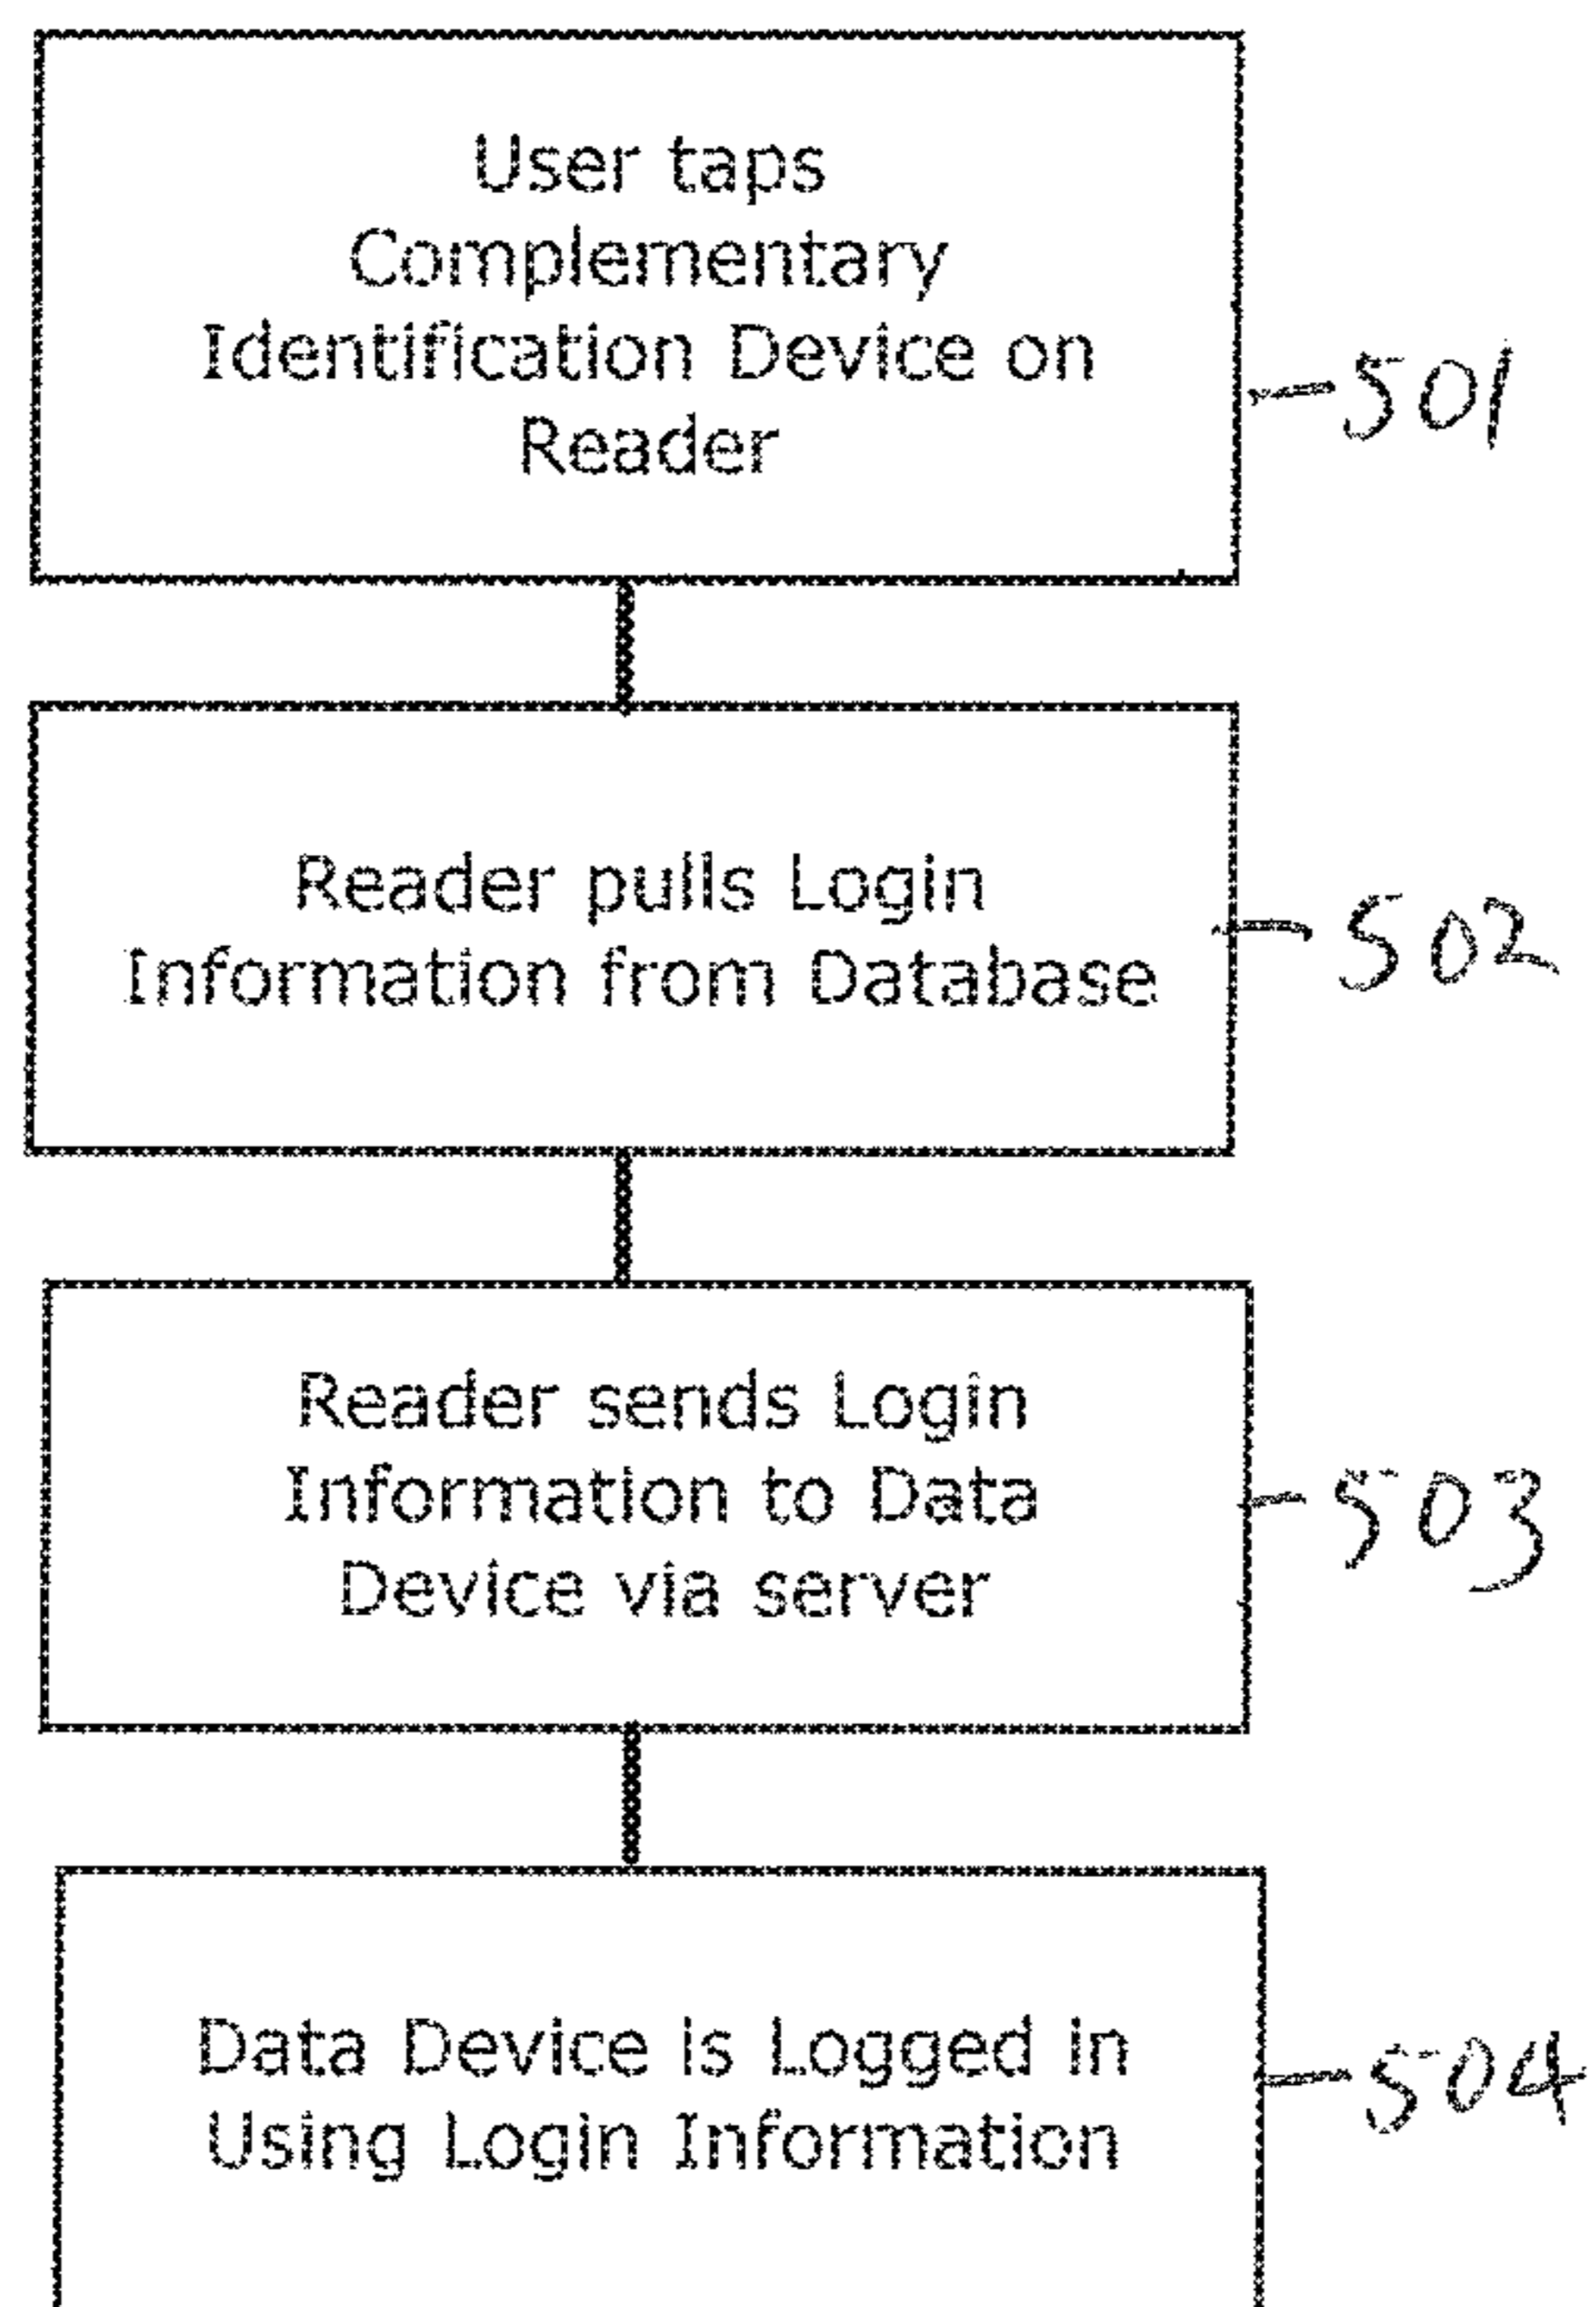 User taps
Complementary
Identification Device on
Reader
501
Reader pulls Login
Information from Database
502
Reader sends Login
Information to Data
Device via server
503
Data Device is Logged in
Using Login Information
504